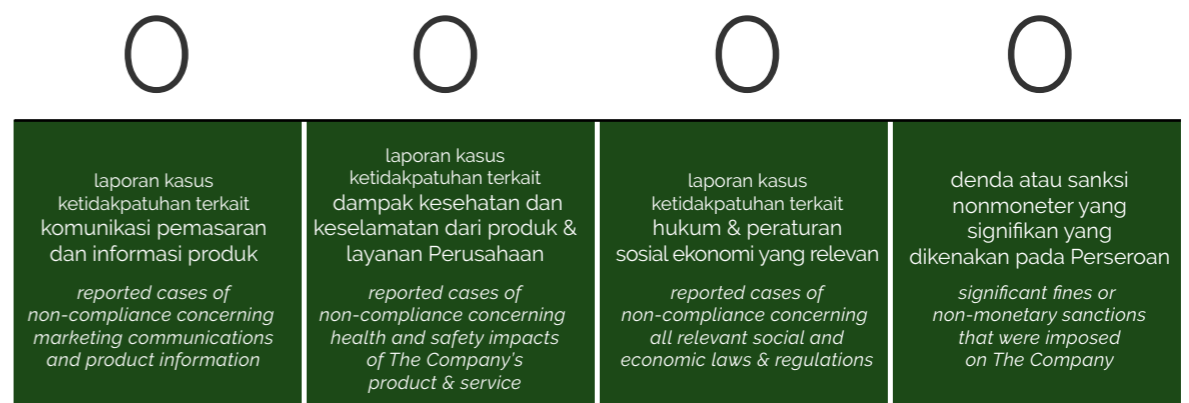 0
laporan kasus
ketidakpatuhan terkait
komunikasi pemasaran
dan informasi produk
reported cases of
non-compliance concerning
marketing communications
and product information
0
laporan kasus
ketidakpatuhan terkait
dampak kesehatan dan
keselamatan dari produk &
layanan Perusahaan
reported cases of
non-compliance concerning
health and safety impacts
of The Company's
product & service
0
laporan kasus
ketidakpatuhan terkait
hukum & peraturan
sosial ekonomi yang relevan
reported cases of
non-compliance concerning
all relevant social and
economic laws & regulations
0
denda atau sanksi
nonmoneter yang
signifikan yang
dikenakan pada Perseroan
significant fines or
non-monetary sanctions
that were imposed
on The Company